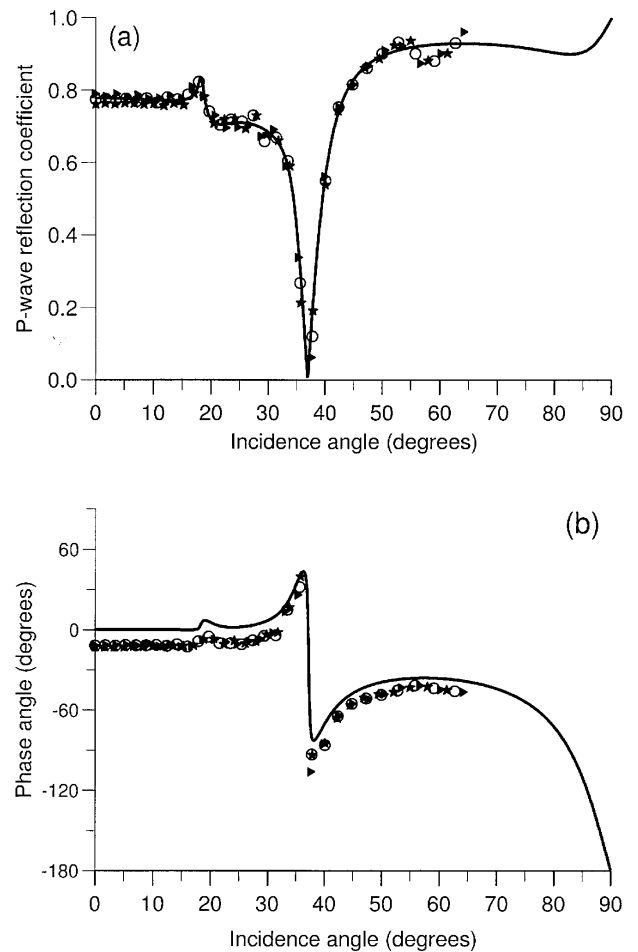 (a)
P-wave reflection coefficient
1.0
0.8
0.6
0.4
0.2
0.0
0 10 20 30 40 50 60 70 80 90
Incidence angle (degrees)
(b)
Phase angle (degrees)
60
0
-60
-120
-180
0 10 20 30 40 50 60 70 80 90
Incidence angle (degrees)